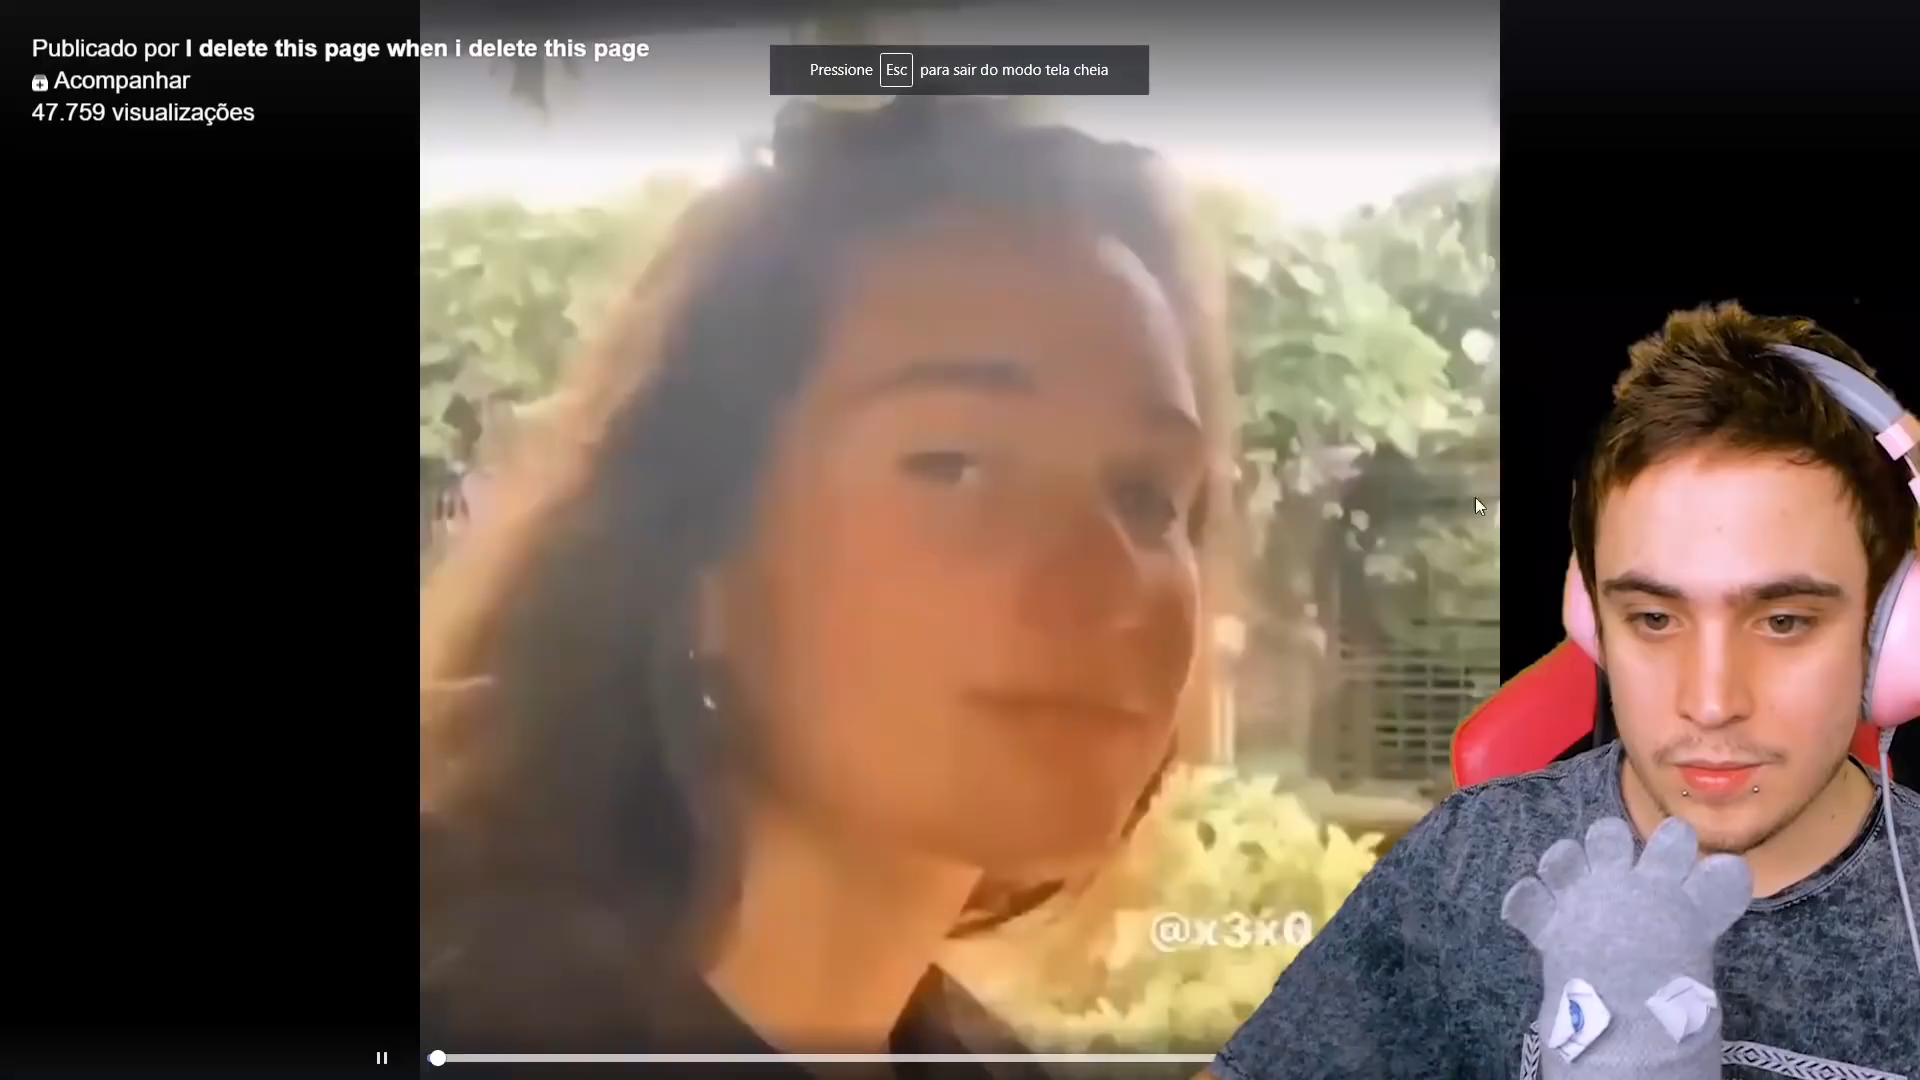 Publicado por I delete this page when i delete this page
Acompanhar
47.759 visualizações
Pressione Esc para sair do modo tela cheia
@x3x0